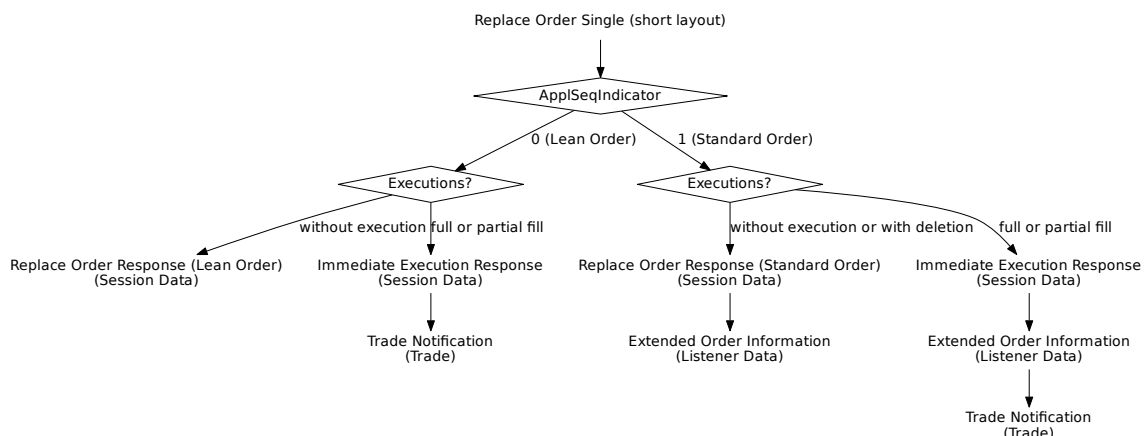 Replace Order Single (short layout)
ApplSeqIndicator
0 (Lean Order)
1 (Standard Order)
Executions?
Executions?
without execution
full or partial fill
without execution or with deletion
full or partial fill
Replace Order Response (Lean Order)
(Session Data)
Immediate Execution Response
(Session Data)
Replace Order Response (Standard Order)
(Session Data)
Immediate Execution Response
(Session Data)
Trade Notification
(Trade)
Extended Order Information
(Listener Data)
Extended Order Information
(Listener Data)
Trade Notification
(Trade)